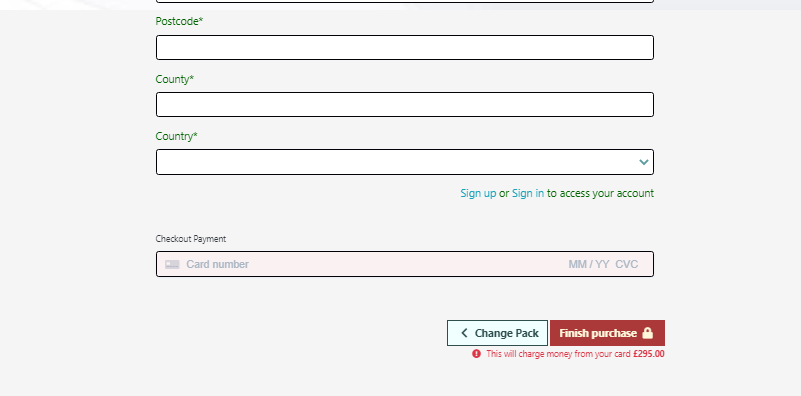 Postcode*
County*
Country*
Sign up or Sign in to access your account
Checkout Payment
Card number MM / YY CVC
Change Pack Finish purchase
This will charge money from your card £295.00